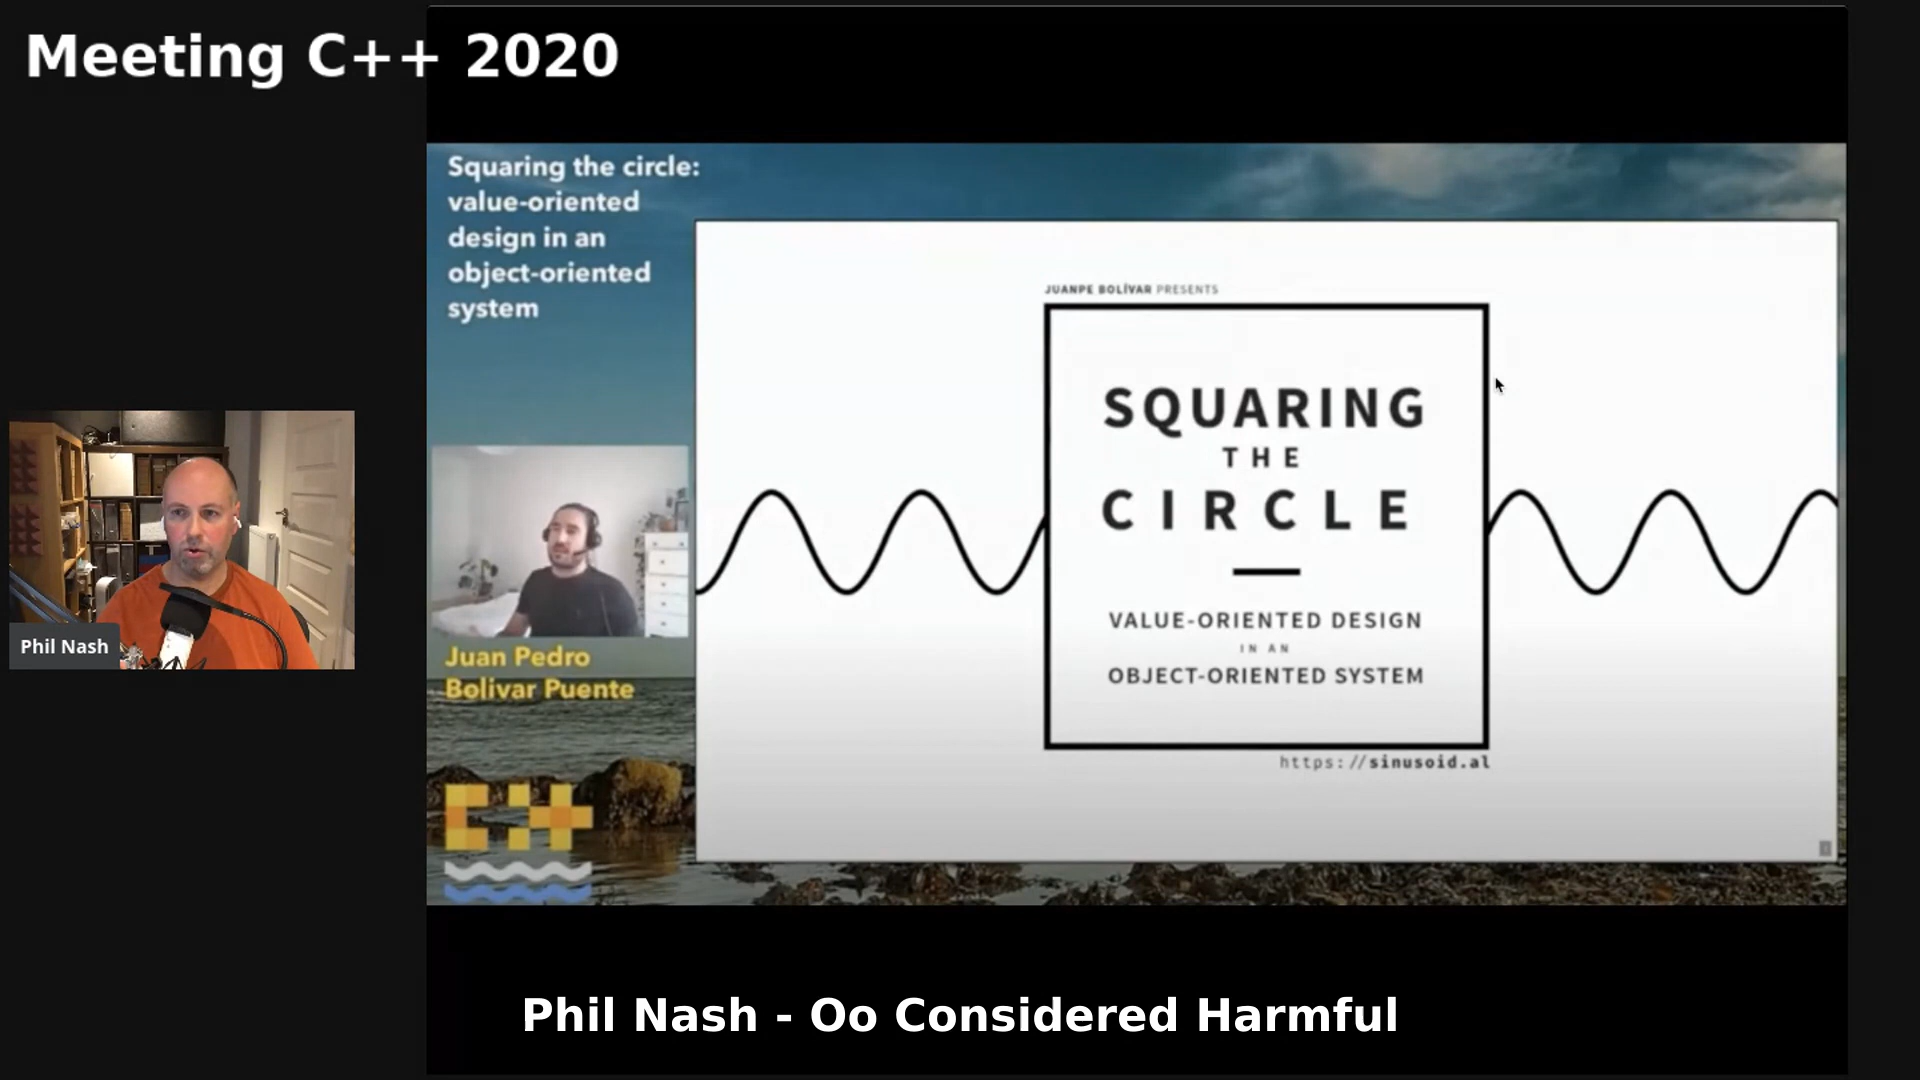 Meeting C++ 2020
Squaring the circle:
value-oriented
design in an
object-oriented
system
JUANPE BOLÍVAR PRESENTS
SQUARING
THE
CIRCLE
VALUE-ORIENTED DESIGN
IN AN
OBJECT-ORIENTED SYSTEM
https://sinusoid.al
Phil Nash
Juan Pedro
Bolivar Puente
C++
Phil Nash - Oo Considered Harmful